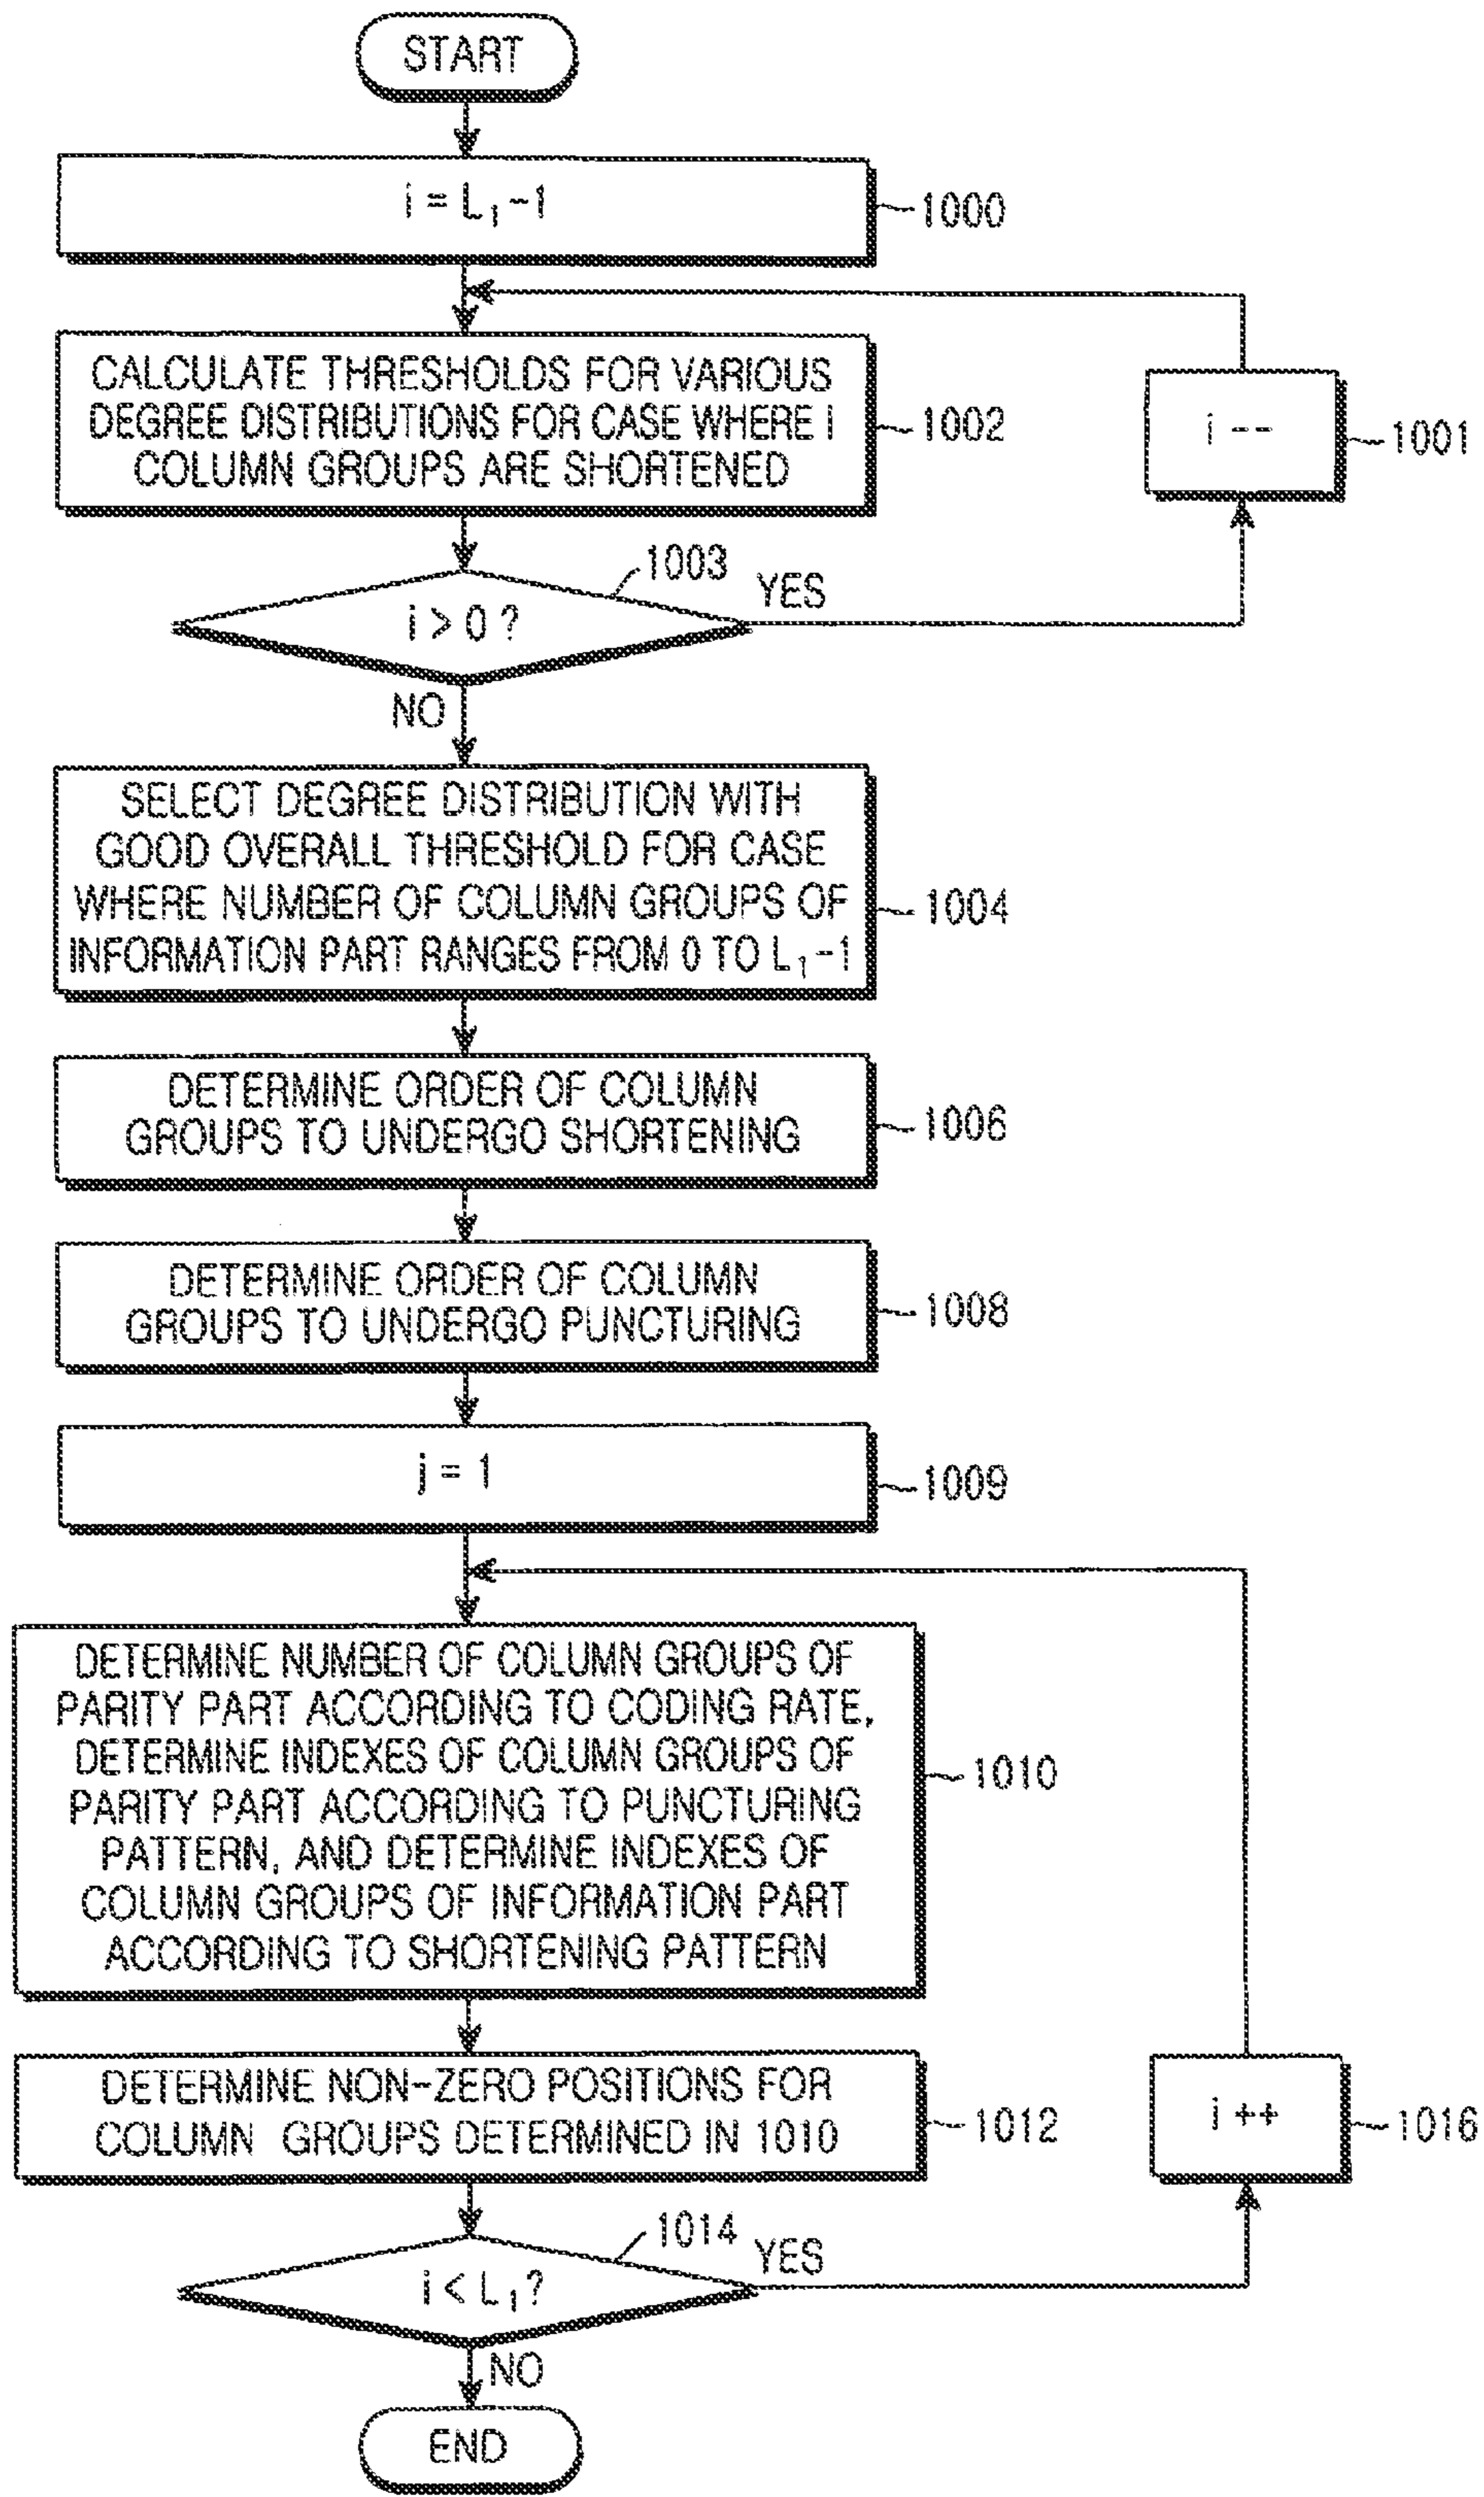 START
i = L₁-1
1000
CALCULATE THRESHOLDS FOR VARIOUS
DEGREE DISTRIBUTIONS FOR CASE WHERE i
COLUMN GROUPS ARE SHORTENED
1002
i --
1001
1003
i > 0 ?
YES
NO
SELECT DEGREE DISTRIBUTION WITH
GOOD OVERALL THRESHOLD FOR CASE
WHERE NUMBER OF COLUMN GROUPS OF
INFORMATION PART RANGES FROM 0 TO L₁-1
1004
DETERMINE ORDER OF COLUMN
GROUPS TO UNDERGO SHORTENING
1006
DETERMINE ORDER OF COLUMN
GROUPS TO UNDERGO PUNCTURING
1008
j = 1
1009
DETERMINE NUMBER OF COLUMN GROUPS OF
PARITY PART ACCORDING TO CODING RATE,
DETERMINE INDEXES OF COLUMN GROUPS OF
PARITY PART ACCORDING TO PUNCTURING
PATTERN, AND DETERMINE INDEXES OF
COLUMN GROUPS OF INFORMATION PART
ACCORDING TO SHORTENING PATTERN
1010
DETERMINE NON-ZERO POSITIONS FOR
COLUMN GROUPS DETERMINED IN 1010
1012
j ++
1016
1014
i < L₁?
YES
NO
END